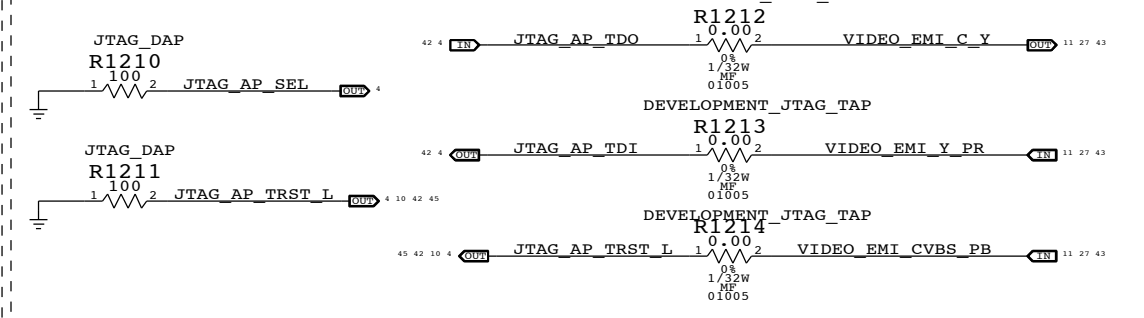 JTAG_DAP
R1210
100
1 2 JTAG_AP_SEL OUT 4
JTAG_DAP
R1211
100
1 2 JTAG_AP_TRST_L OUT 4 10 42 45
R1212
0.00
42 4 IN JTAG_AP_TDO 1 2 VIDEO_EMI_C_Y OUT 11 27 43
0%
1/32W
MF
01005
DEVELOPMENT_JTAG_TAP
R1213
0.00
42 4 OUT JTAG_AP_TDI 1 2 VIDEO_EMI_Y_PR IN 11 27 43
0%
1/32W
MF
01005
DEVELOPMENT_JTAG_TAP
R1214
0.00
45 42 10 4 OUT JTAG_AP_TRST_L 1 2 VIDEO_EMI_CVBS_PB IN 11 27 43
0%
1/32W
MF
01005